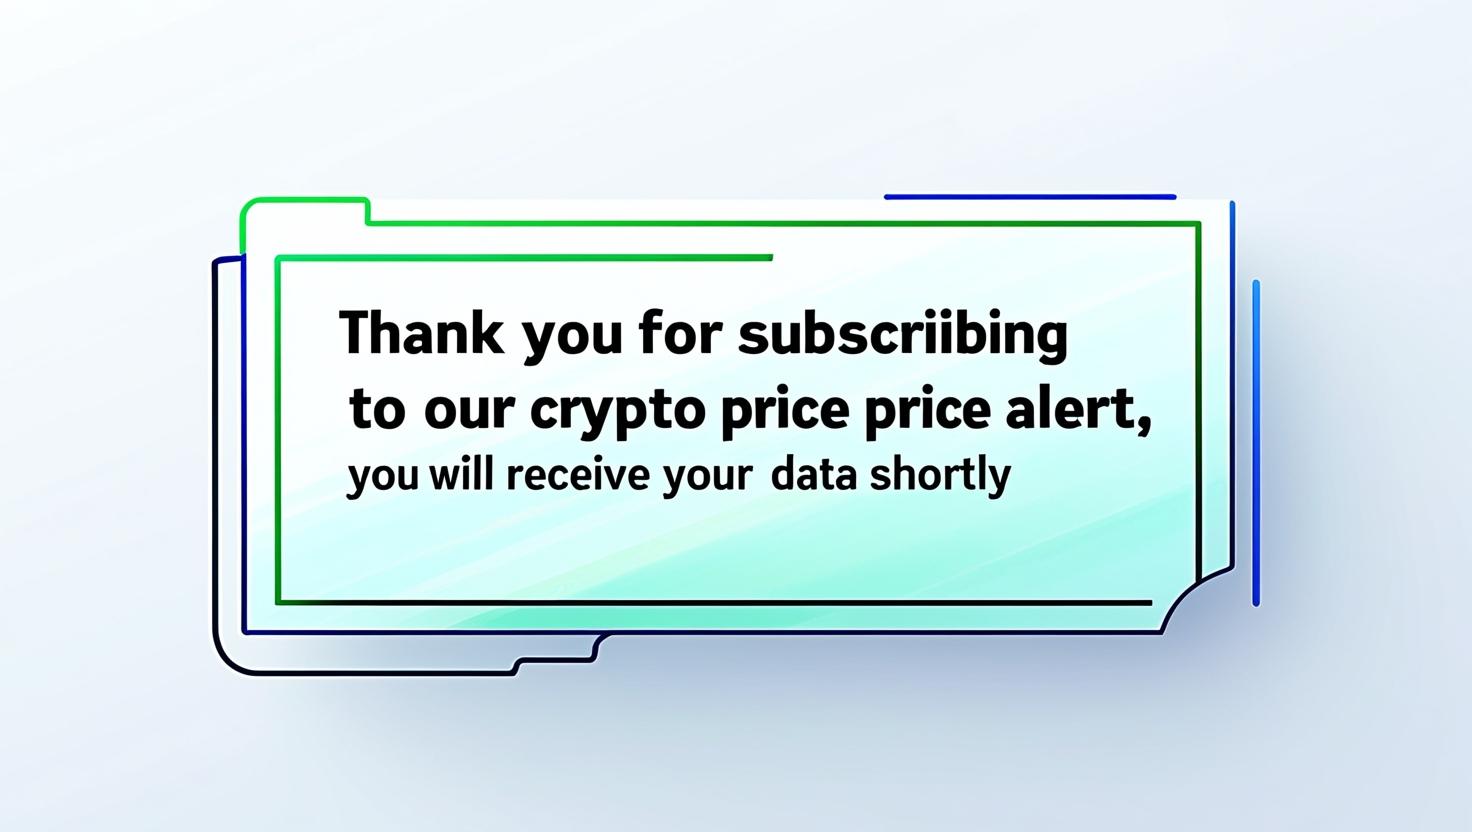 Thank you for subscriibing
to our crypto price price alert,
you will receive your data shortly